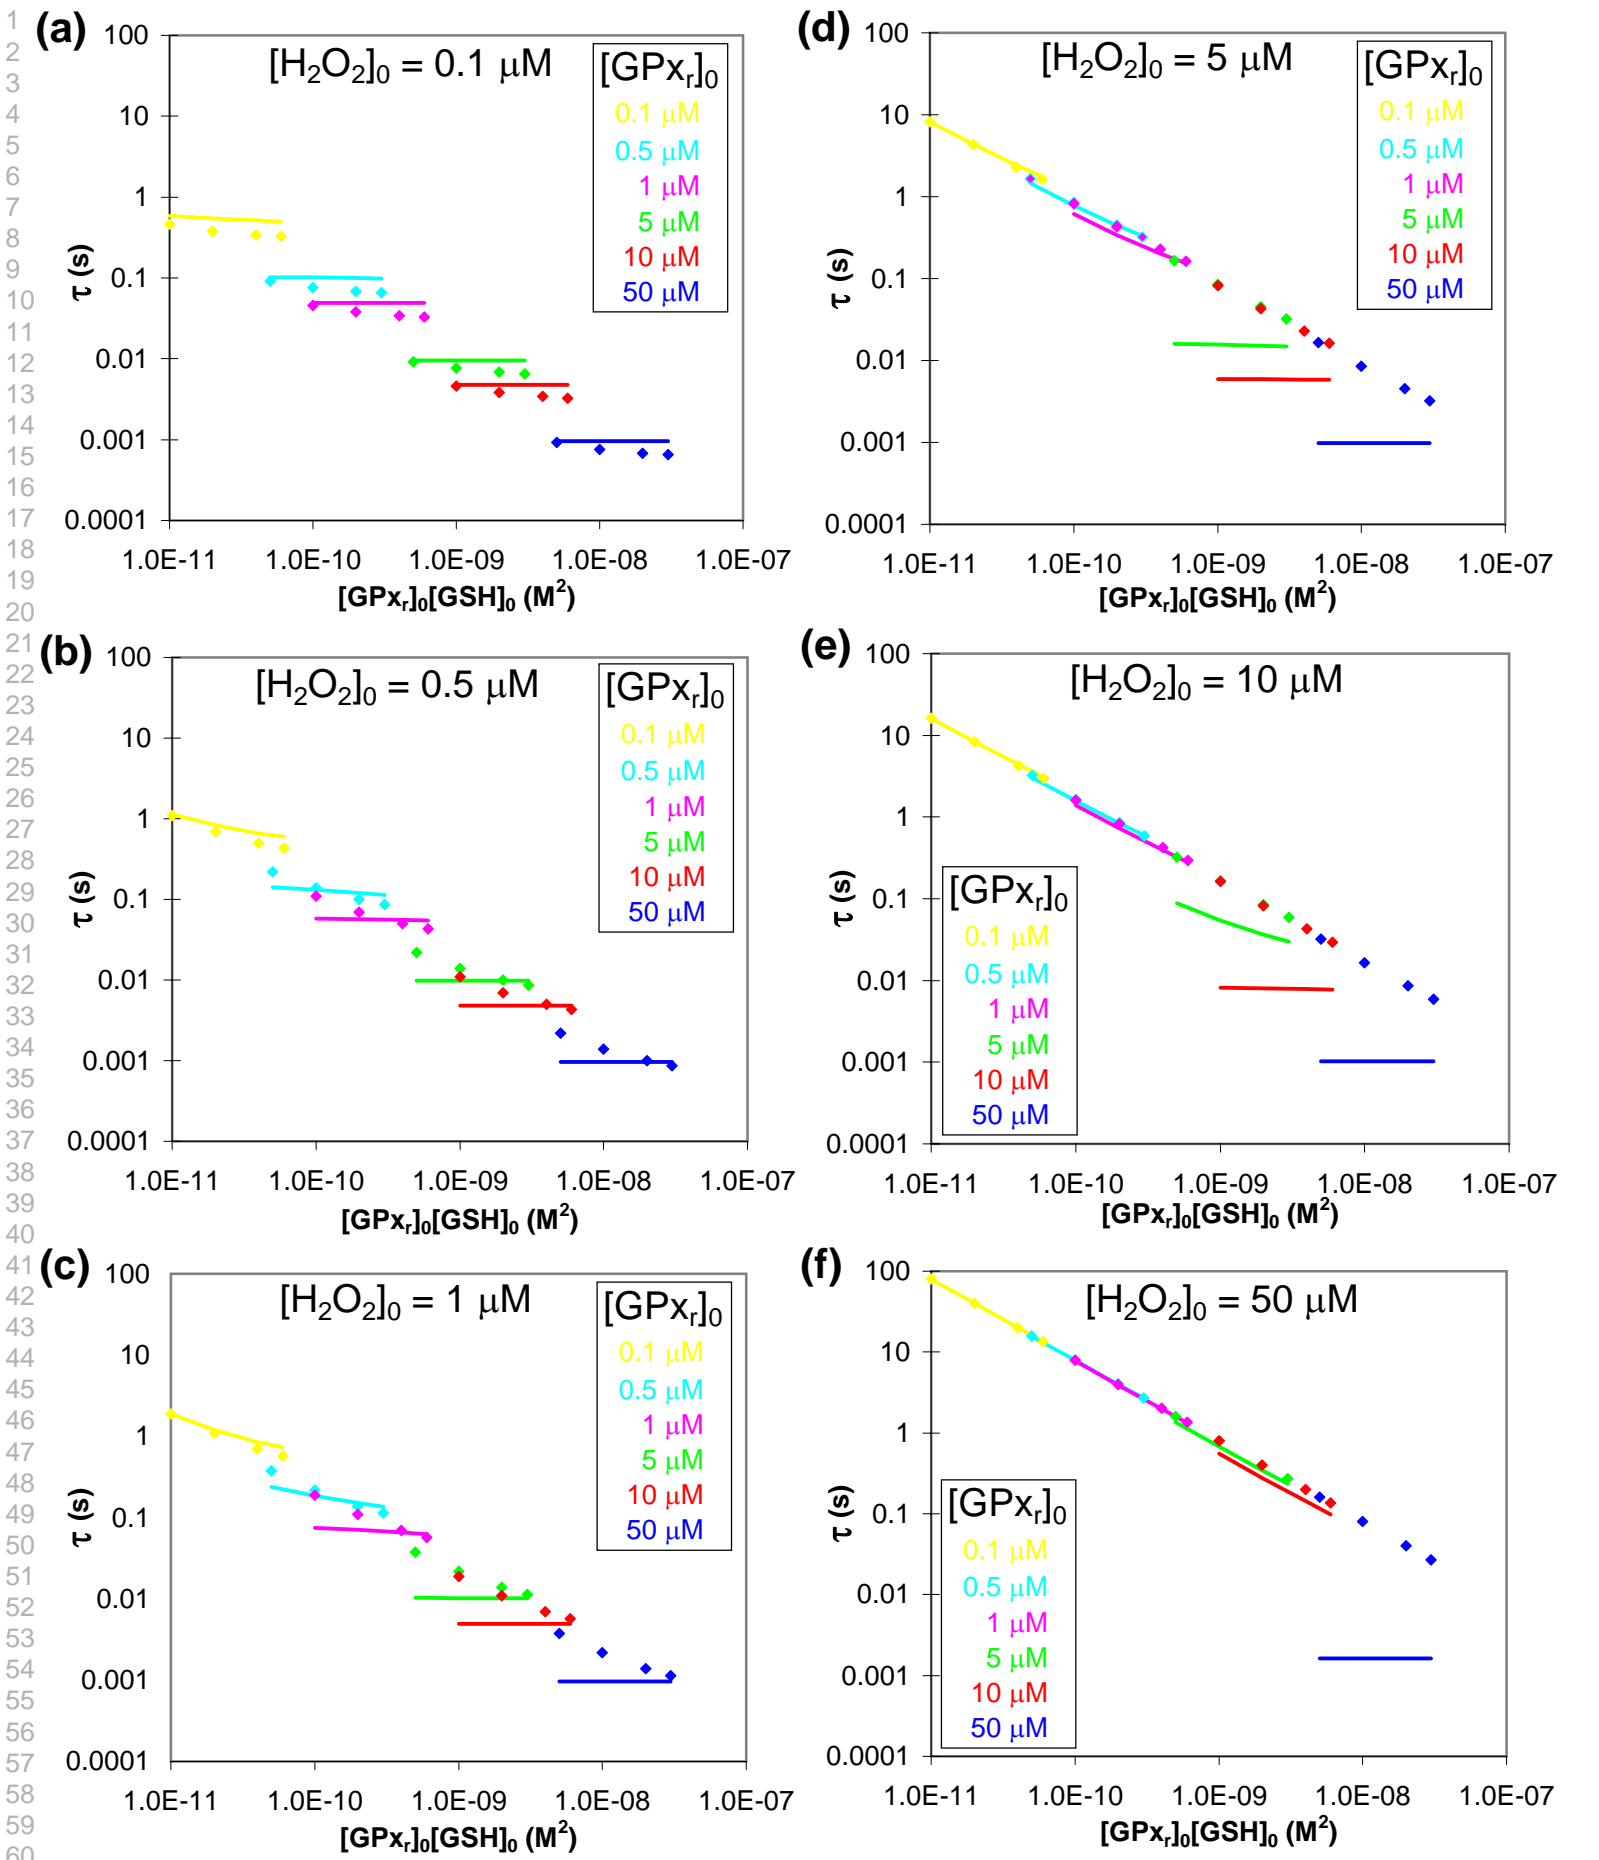 1
2
3
4
5
6
7
8
9
10
11
12
13
14
15
16
17
18
19
20
21
22
23
24
25
26
27
28
29
30
31
32
33
34
35
36
37
38
39
40
41
42
43
44
45
46
47
48
49
50
51
52
53
54
55
56
57
58
59
60
(a)
[H₂O₂]₀ = 0.1 μM
[GPxᵣ]₀
0.1 μM
0.5 μM
1 μM
5 μM
10 μM
50 μM
100
10
1
0.1
0.01
0.001
0.0001
τ (s)
1.0E-11 1.0E-10 1.0E-09 1.0E-08 1.0E-07
[GPxᵣ]₀[GSH]₀ (M²)
(b)
[H₂O₂]₀ = 0.5 μM
[GPxᵣ]₀
0.1 μM
0.5 μM
1 μM
5 μM
10 μM
50 μM
100
10
1
0.1
0.01
0.001
0.0001
τ (s)
1.0E-11 1.0E-10 1.0E-09 1.0E-08 1.0E-07
[GPxᵣ]₀[GSH]₀ (M²)
(c)
[H₂O₂]₀ = 1 μM
[GPxᵣ]₀
0.1 μM
0.5 μM
1 μM
5 μM
10 μM
50 μM
100
10
1
0.1
0.01
0.001
0.0001
τ (s)
1.0E-11 1.0E-10 1.0E-09 1.0E-08 1.0E-07
[GPxᵣ]₀[GSH]₀ (M²)
(d)
[H₂O₂]₀ = 5 μM
[GPxᵣ]₀
0.1 μM
0.5 μM
1 μM
5 μM
10 μM
50 μM
100
10
1
0.1
0.01
0.001
0.0001
τ (s)
1.0E-11 1.0E-10 1.0E-09 1.0E-08 1.0E-07
[GPxᵣ]₀[GSH]₀ (M²)
(e)
[H₂O₂]₀ = 10 μM
[GPxᵣ]₀
0.1 μM
0.5 μM
1 μM
5 μM
10 μM
50 μM
100
10
1
0.1
0.01
0.001
0.0001
τ (s)
1.0E-11 1.0E-10 1.0E-09 1.0E-08 1.0E-07
[GPxᵣ]₀[GSH]₀ (M²)
(f)
[H₂O₂]₀ = 50 μM
[GPxᵣ]₀
0.1 μM
0.5 μM
1 μM
5 μM
10 μM
50 μM
100
10
1
0.1
0.01
0.001
0.0001
τ (s)
1.0E-11 1.0E-10 1.0E-09 1.0E-08 1.0E-07
[GPxᵣ]₀[GSH]₀ (M²)